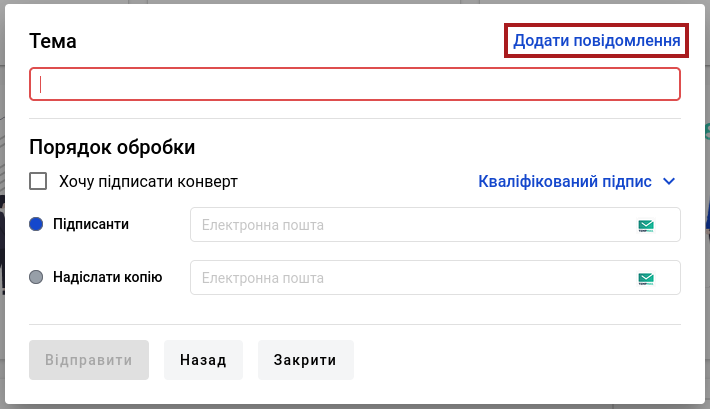 Тема
Додати повідомлення
Порядок обробки
Хочу підписати конверт
Кваліфікований підпис
Підписанти
Електронна пошта
Надіслати копію
Електронна пошта
Відправити
Назад
Закрити